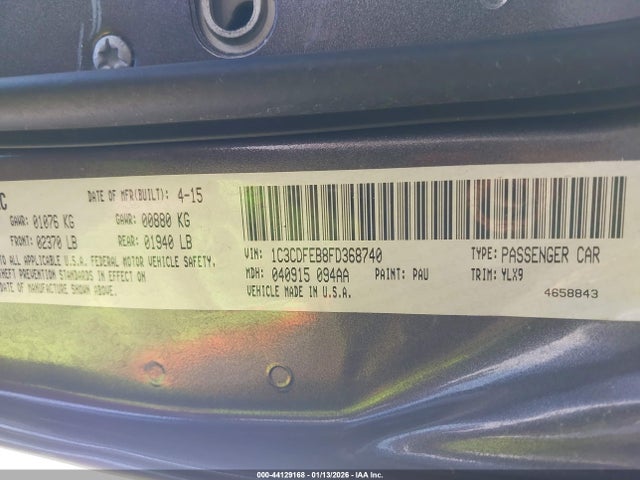 C
DATE OF MFR(BUILT): 4-15
GAWR: 01076 KG GAWR: 00880 KG
FRONT: 02370 LB REAR: 01940 LB
TO ALL APPLICABLE U.S.A. FEDERAL MOTOR VEHICLE SAFETY,
THEFT PREVENTION STANDARDS IN EFFECT ON THE
DATE OF MANUFACTURE SHOWN ABOVE.
VIN: 1C3CDFEB8FD368740 TYPE: PASSENGER CAR
MDH: 040915 094AA PAINT: PAU TRIM: YLX9
VEHICLE MADE IN U.S.A. 4658843
000-44129168 - 01/13/2026 - IAA Inc.